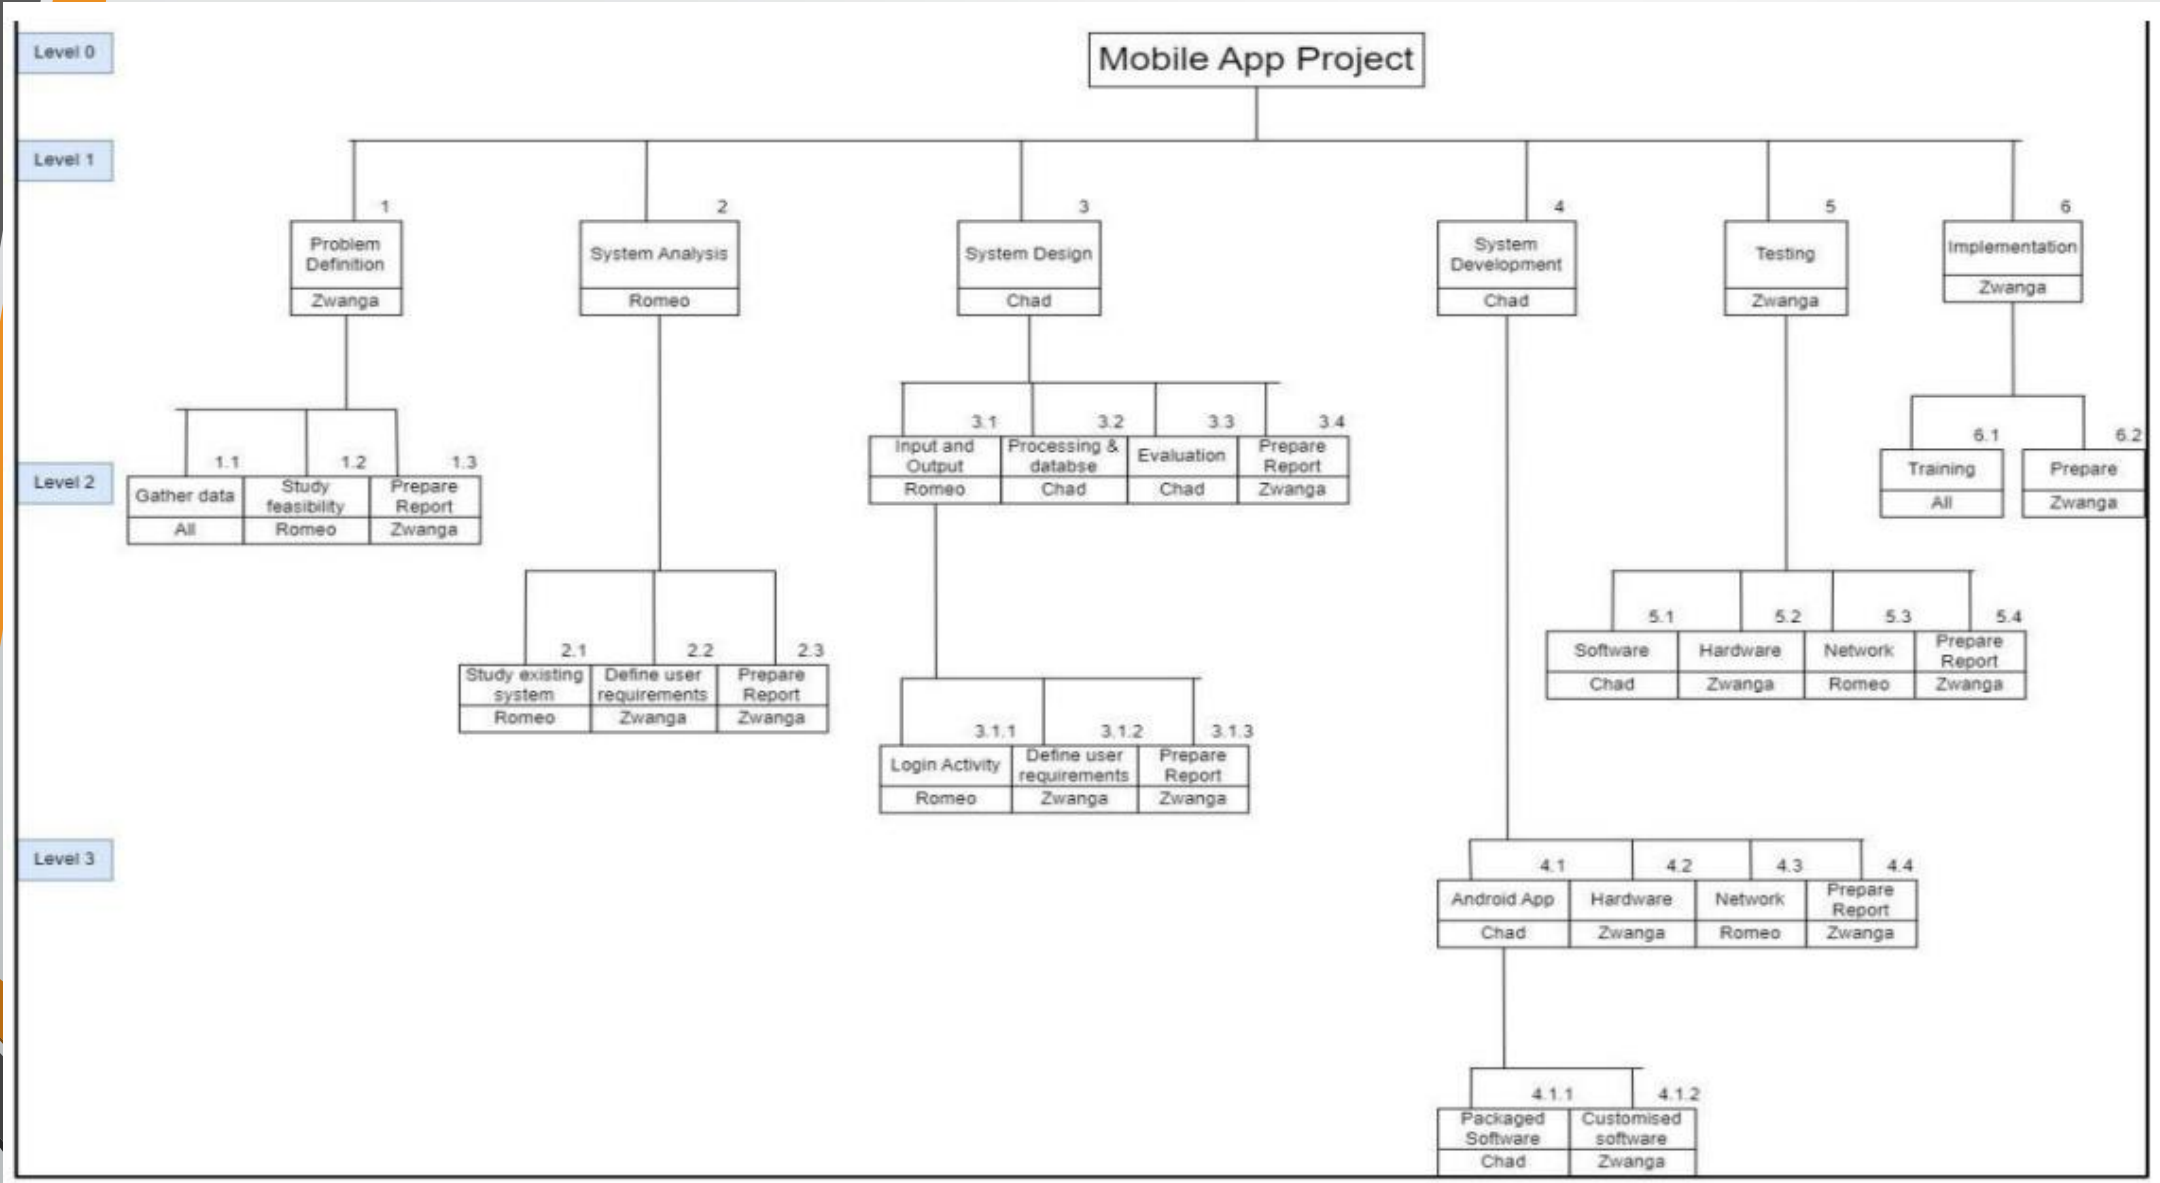 Level 0
Mobile App Project
Level 1
1
Problem
Definition
Zwanga
2
System Analysis
Romeo
3
System Design
Chad
4
System
Development
Chad
5
Testing
Zwanga
6
Implementation
Zwanga
Level 2
1.1
Gather data
All
1.2
Study
feasibility
Romeo
1.3
Prepare
Report
Zwanga
2.1
Study existing
system
Romeo
2.2
Define user
requirements
Zwanga
2.3
Prepare
Report
Zwanga
3.1
Input and
Output
Romeo
3.2
Processing &
databse
Chad
3.3
Evaluation
Chad
3.4
Prepare
Report
Zwanga
3.1.1
Login Activity
Romeo
3.1.2
Define user
requirements
Zwanga
3.1.3
Prepare
Report
Zwanga
5.1
Software
Chad
5.2
Hardware
Zwanga
5.3
Network
Romeo
5.4
Prepare
Report
Zwanga
6.1
Training
All
6.2
Prepare
Zwanga
Level 3
4.1
Android App
Chad
4.2
Hardware
Zwanga
4.3
Network
Romeo
4.4
Prepare
Report
Zwanga
4.1.1
Packaged
Software
Chad
4.1.2
Customised
software
Zwanga